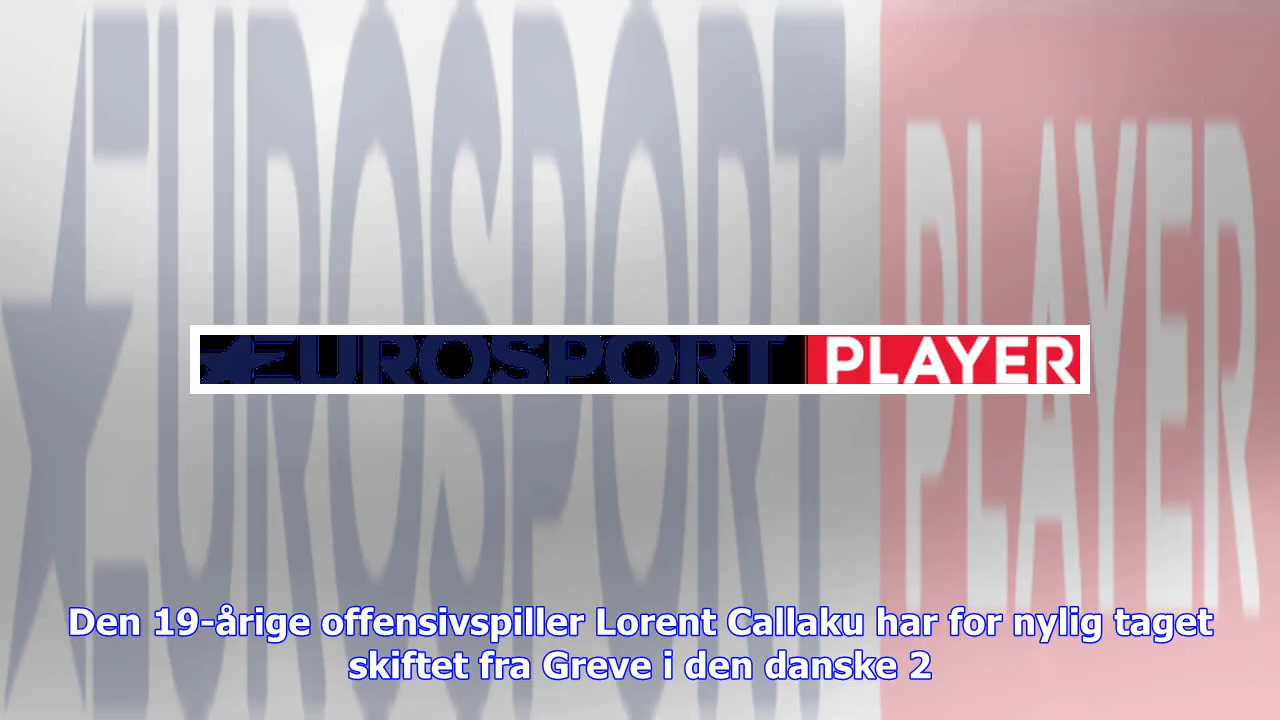 EUROSPORT PLAYER
EUROSPORT PLAYER
Den 19-årige offensivspiller Lorent Callaku har for nylig taget
skiftet fra Greve i den danske 2